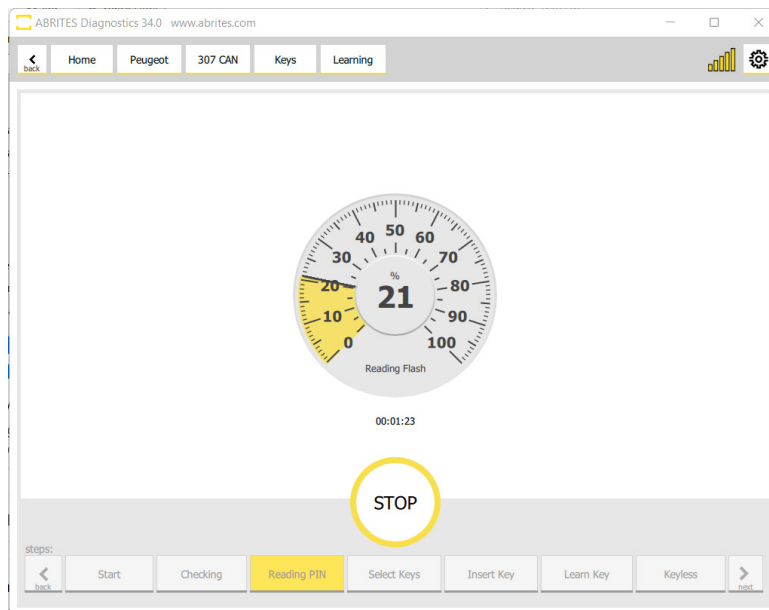 ABRITES Diagnostics 34.0 www.abrites.com
back Home Peugeot 307 CAN Keys Learning
50
40 60
30 70
%
20 21 80
10 90
0 100
Reading Flash
00:01:23
STOP
steps:
back Start Checking Reading PIN Select Keys Insert Key Learn Key Keyless next